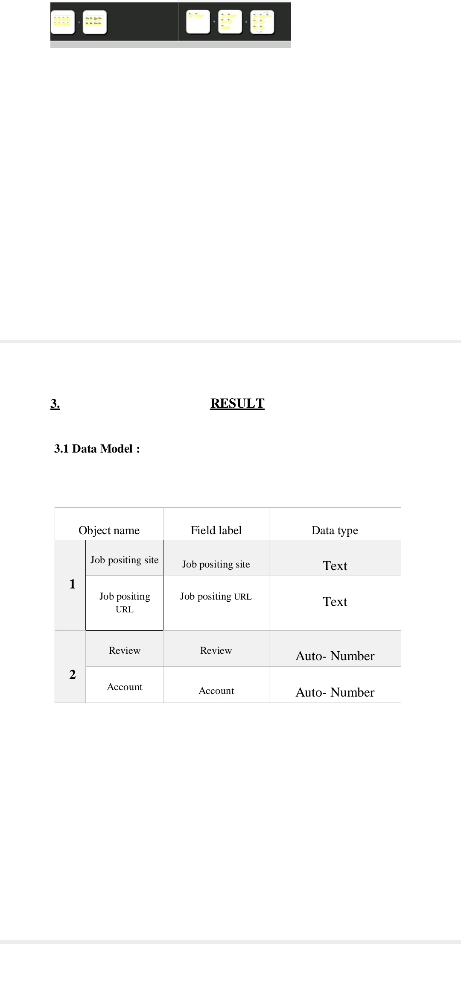 3. RESULT
3.1 Data Model :
Object name Field label Data type
1
Job positing site Job positing site Text
Job positing URL Job positing URL Text
2
Review Review Auto- Number
Account Account Auto- Number